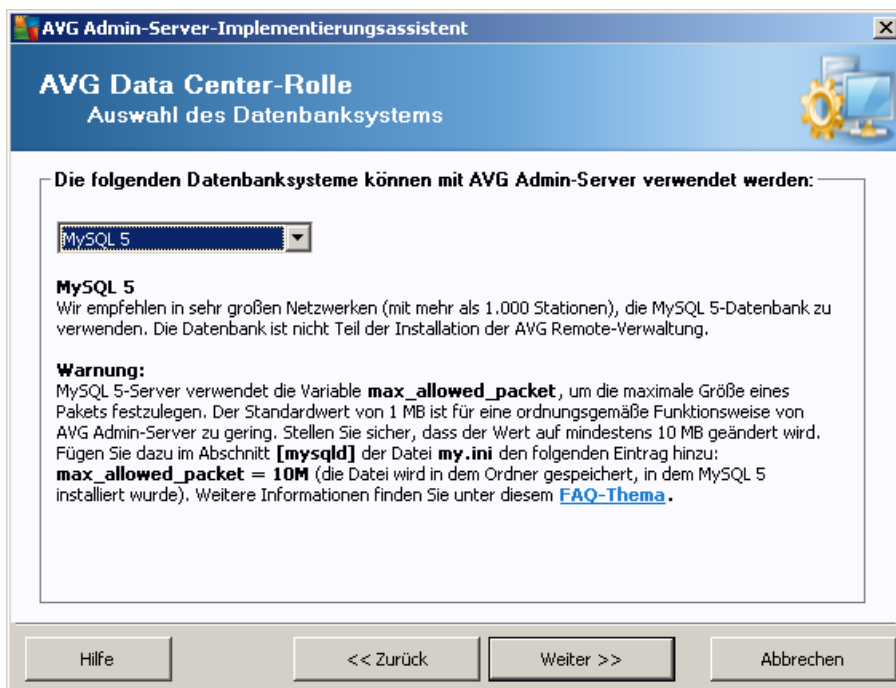 AVG Admin-Server-Implementierungsassistent
AVG Data Center-Rolle
Auswahl des Datenbanksystems
Die folgenden Datenbanksysteme können mit AVG Admin-Server verwendet werden:
MySQL 5
MySQL 5
Wir empfehlen in sehr großen Netzwerken (mit mehr als 1.000 Stationen), die MySQL 5-Datenbank zu
verwenden. Die Datenbank ist nicht Teil der Installation der AVG Remote-Verwaltung.
Warnung:
MySQL 5-Server verwendet die Variable max_allowed_packet, um die maximale Größe eines
Pakets festzulegen. Der Standardwert von 1 MB ist für eine ordnungsgemäße Funktionsweise von
AVG Admin-Server zu gering. Stellen Sie sicher, dass der Wert auf mindestens 10 MB geändert wird.
Fügen Sie dazu im Abschnitt [mysqld] der Datei my.ini den folgenden Eintrag hinzu:
max_allowed_packet = 10M (die Datei wird in dem Ordner gespeichert, in dem MySQL 5
installiert wurde). Weitere Informationen finden Sie unter diesem FAQ-Thema.
Hilfe
<< Zurück
Weiter >>
Abbrechen